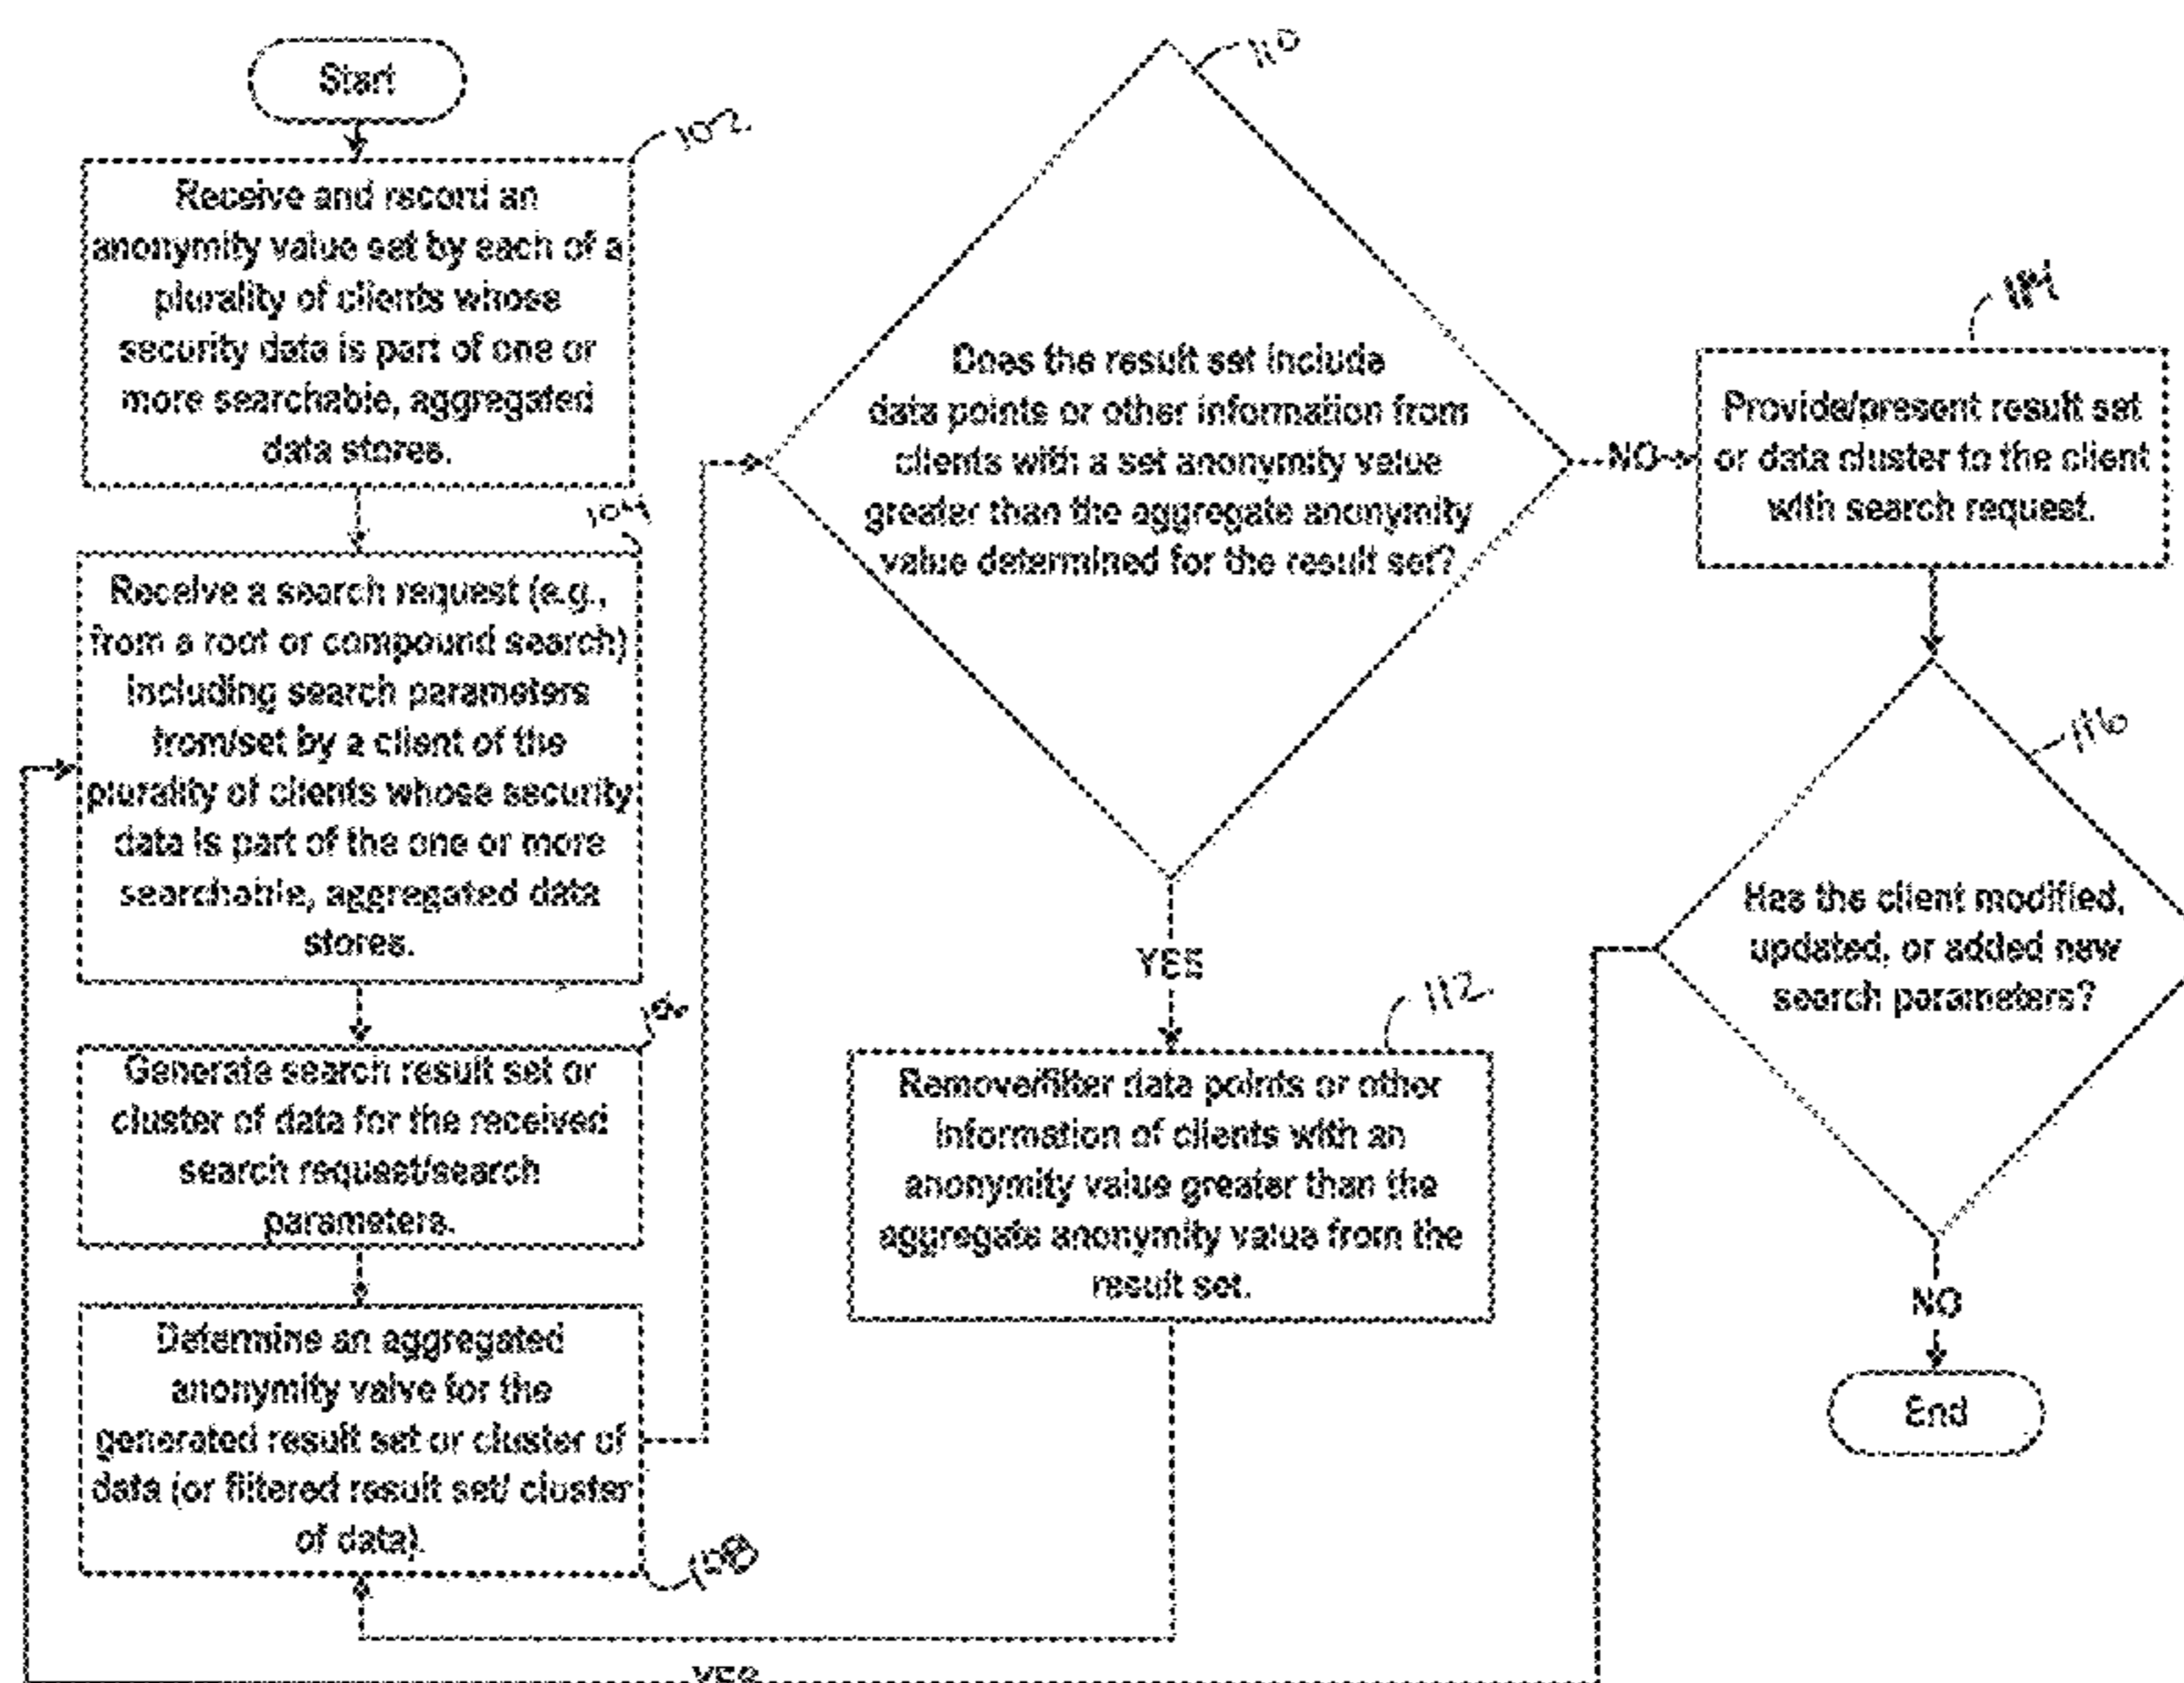 Start
102
Receive and record an
anonymity value set by each of a
plurality of clients whose
security data is part of one or
more searchable, aggregated
data stores.
104
Receive a search request (e.g.,
from a root or compound search)
including search parameters
from/set by a client of the
plurality of clients whose security
data is part of the one or more
searchable, aggregated data
stores.
Generate search result set or
cluster of data for the received
search request/search
parameters.
Determine an aggregated
anonymity valve for the
generated result set or cluster of
data (or filtered result set/ cluster
of data).
108
110
Does the result set include
data points or other information from
clients with a set anonymity value
greater than the aggregate anonymity
value determined for the result set?
YES
112
Remove/filter data points or other
information of clients with an
anonymity value greater than the
aggregate anonymity value from the
result set.
NO
114
Provide/present result set
or data cluster to the client
with search request.
116
Has the client modified,
updated, or added new
search parameters?
NO
End
YES